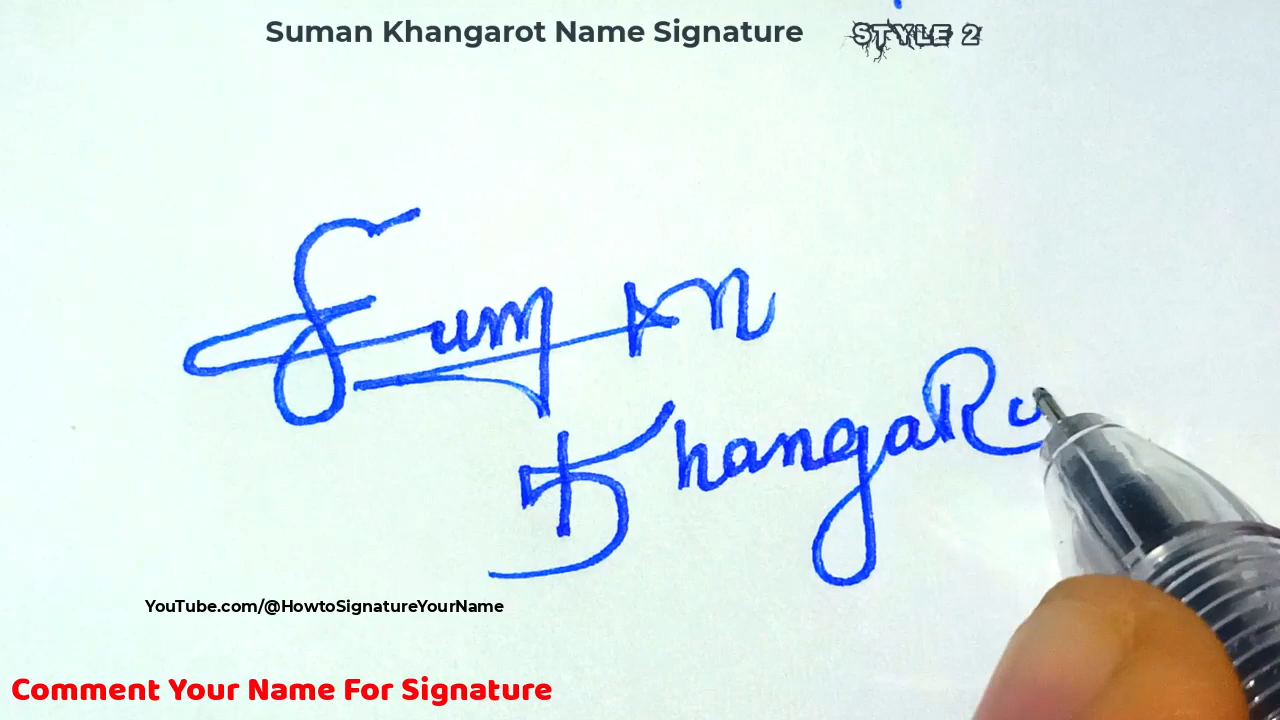 Suman Khangarot Name Signature STYLE 2
Suman
KhangaRo
YouTube.com/@HowtoSignatureYourName
Comment Your Name For Signature